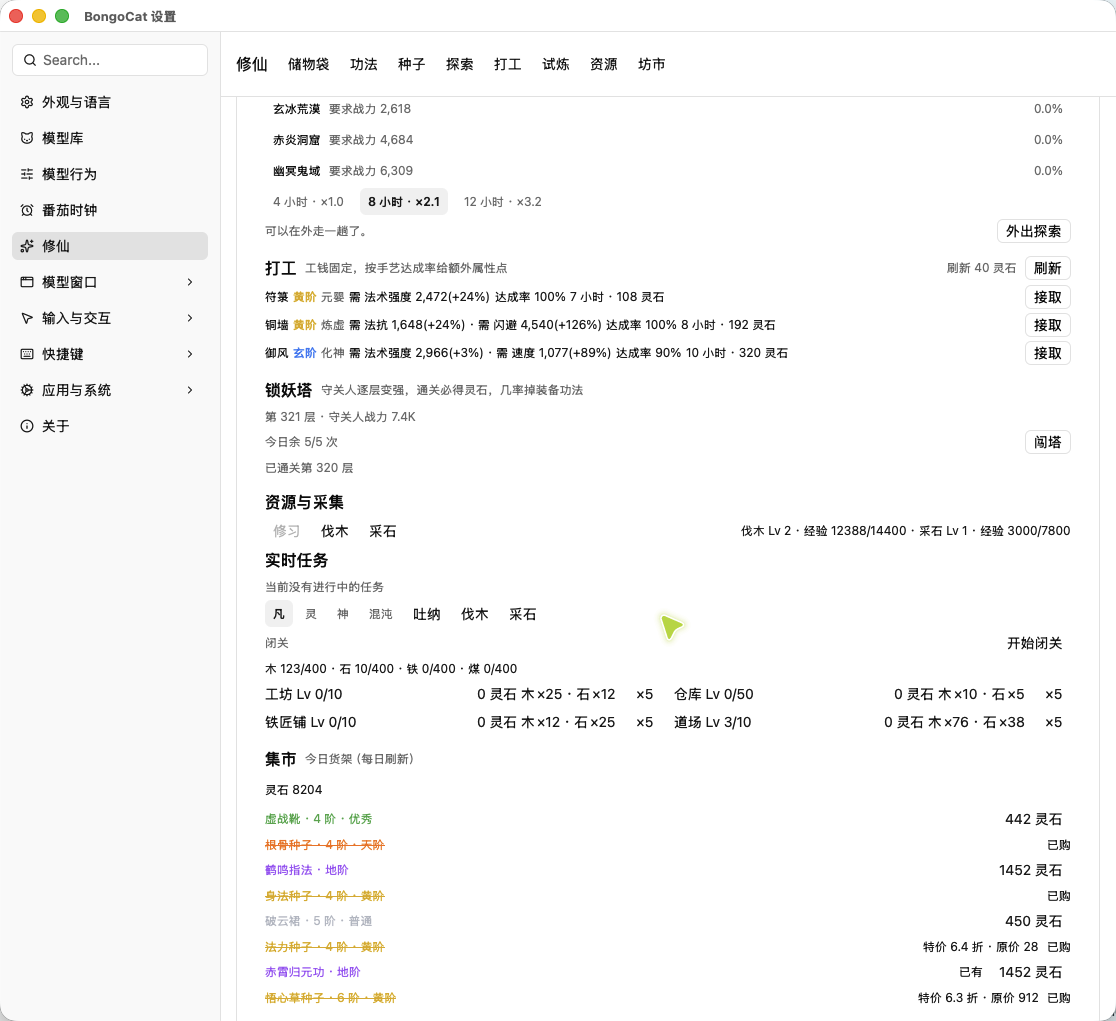 BongoCat 设置
Search...
外观与语言
模型库
模型行为
番茄时钟
修仙
模型窗口
输入与交互
快捷键
应用与系统
关于
修仙 储物袋 功法 种子 探索 打工 试炼 资源 坊市
玄冰荒漠 要求战力 2,618 0.0%
赤炎洞窟 要求战力 4,684 0.0%
幽冥鬼域 要求战力 6,309 0.0%
4 小时 · ×1.0 8 小时 · ×2.1 12 小时 · ×3.2
可以在外走一趟了。 外出探索
打工 工钱固定，按手艺达成率给额外属性点 刷新 40 灵石 刷新
符箓 黄阶 元婴 需 法术强度 2,472(+24%) 达成率 100% 7 小时 · 108 灵石 接取
铜墙 黄阶 炼虚 需 法抗 1,648(+24%) · 需 闪避 4,540(+126%) 达成率 100% 8 小时 · 192 灵石 接取
御风 玄阶 化神 需 法术强度 2,966(+3%) · 需 速度 1,077(+89%) 达成率 90% 10 小时 · 320 灵石 接取
锁妖塔 守关人逐层变强，通关必得灵石，几率掉装备功法
第 321 层 · 守关人战力 7.4K
今日余 5/5 次 闯塔
已通关第 320 层
资源与采集
修习 伐木 采石 伐木 Lv 2 · 经验 12388/14400 · 采石 Lv 1 · 经验 3000/7800
实时任务
当前没有进行中的任务
凡 灵 神 混沌 吐纳 伐木 采石
闭关 开始闭关
木 123/400 · 石 10/400 · 铁 0/400 · 煤 0/400
工坊 Lv 0/10 0 灵石 木×25 · 石×12 ×5 仓库 Lv 0/50 0 灵石 木×10 · 石×5 ×5
铁匠铺 Lv 0/10 0 灵石 木×12 · 石×25 ×5 道场 Lv 3/10 0 灵石 木×76 · 石×38 ×5
集市 今日货架 (每日刷新)
灵石 8204
虚战靴 · 4 阶 · 优秀 442 灵石
根骨种子 · 4 阶 · 天阶 已购
鹤鸣指法 · 地阶 1452 灵石
身法种子 · 4 阶 · 黄阶 已购
破云裙 · 5 阶 · 普通 450 灵石
法力种子 · 4 阶 · 黄阶 特价 6.4 折 · 原价 28 已购
赤霄归元功 · 地阶 已有 1452 灵石
悟心草种子 · 6 阶 · 黄阶 特价 6.3 折 · 原价 912 已购